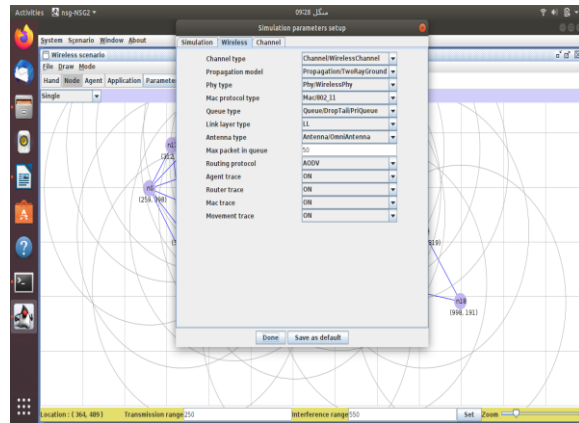 Activities
nsg-NSG2
منگل 09:28
Simulation parameters setup
System Scenario Window About
Simulation Wireless Channel
Wireless scenario
File Draw Mode
Hand Node Agent Application Paramete
Single
Channel type Channel/WirelessChannel
Propagation model Propagation/TwoRayGround
Phy type Phy/WirelessPhy
Mac protocol type Mac/802_11
Queue type Queue/DropTail/PriQueue
Link layer type LL
Antenna type Antenna/OmniAntenna
Max packet in queue 50
Routing protocol AODV
Agent trace ON
Router trace ON
Mac trace ON
Movement trace ON
n18
(998, 191)
Done Save as default
Location : ( 364, 489) Transmission range 250 Interference range 550 Set Zoom